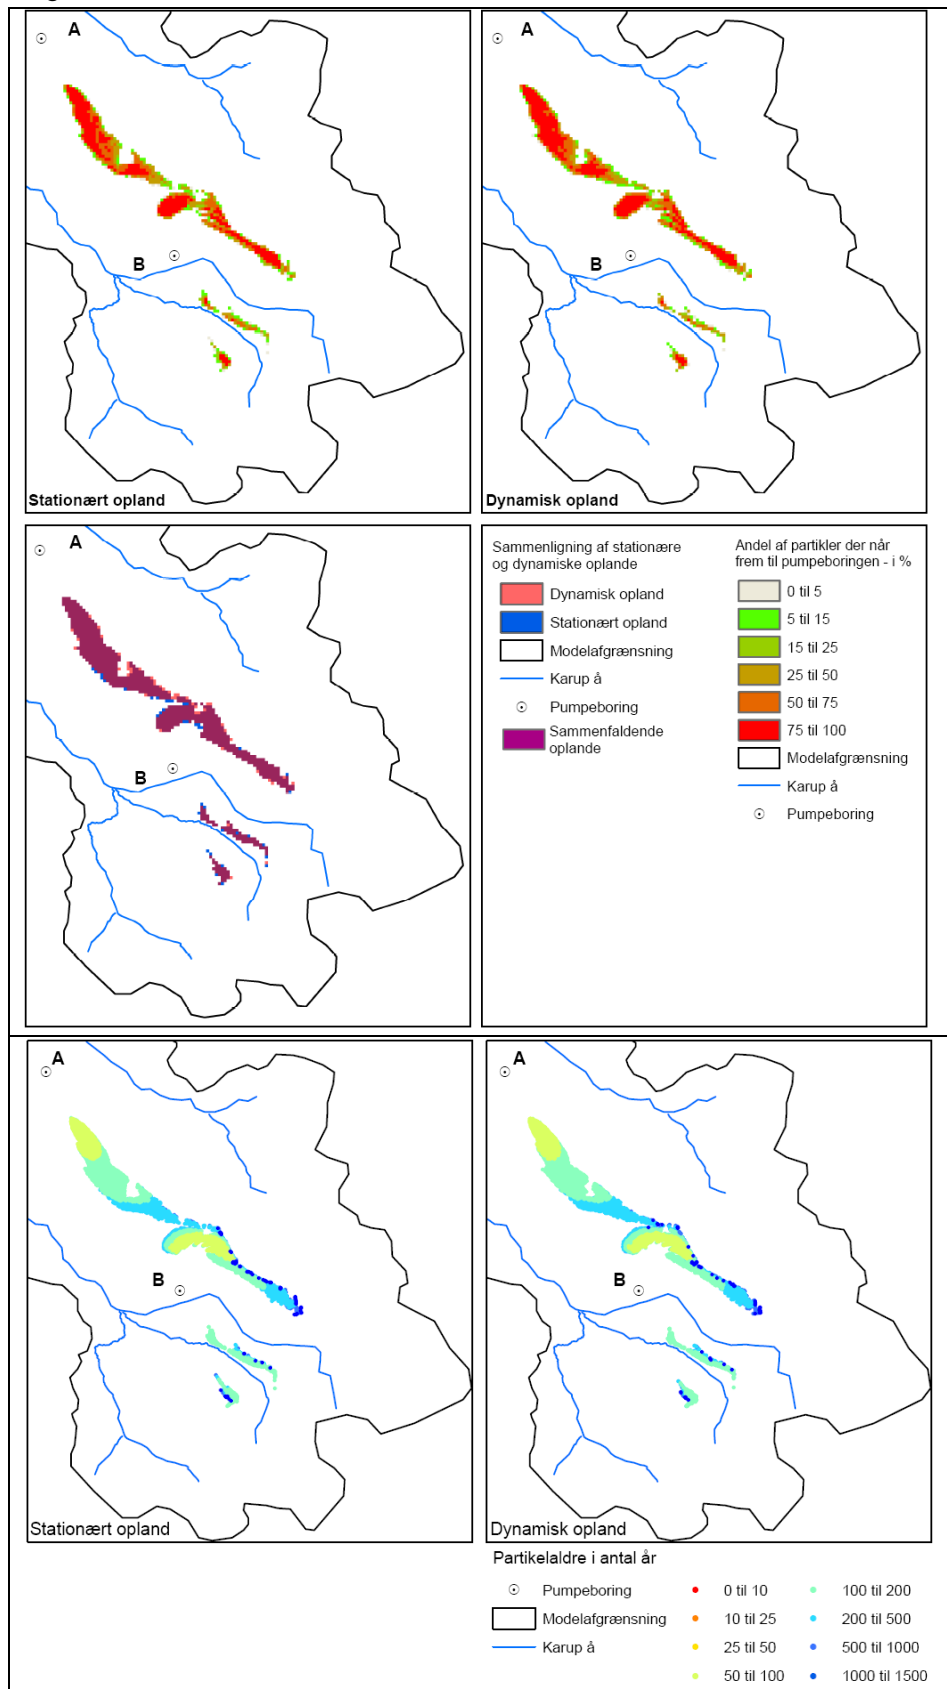 A
B
Stationært opland
A
B
Dynamisk opland
A
B
Sammenligning af stationære
og dynamiske oplande
Dynamisk opland
Stationært opland
Modelafgrænsning
Karup å
Pumpeboring
Sammenfaldende
oplande
Andel af partikler der når
frem til pumpeboringen - i %
0 til 5
5 til 15
15 til 25
25 til 50
50 til 75
75 til 100
Modelafgrænsning
Karup å
Pumpeboring
A
B
Stationært opland
A
B
Dynamisk opland
Partikelaldre i antal år
Pumpeboring
Modelafgrænsning
Karup å
0 til 10
10 til 25
25 til 50
50 til 100
100 til 200
200 til 500
500 til 1000
1000 til 1500